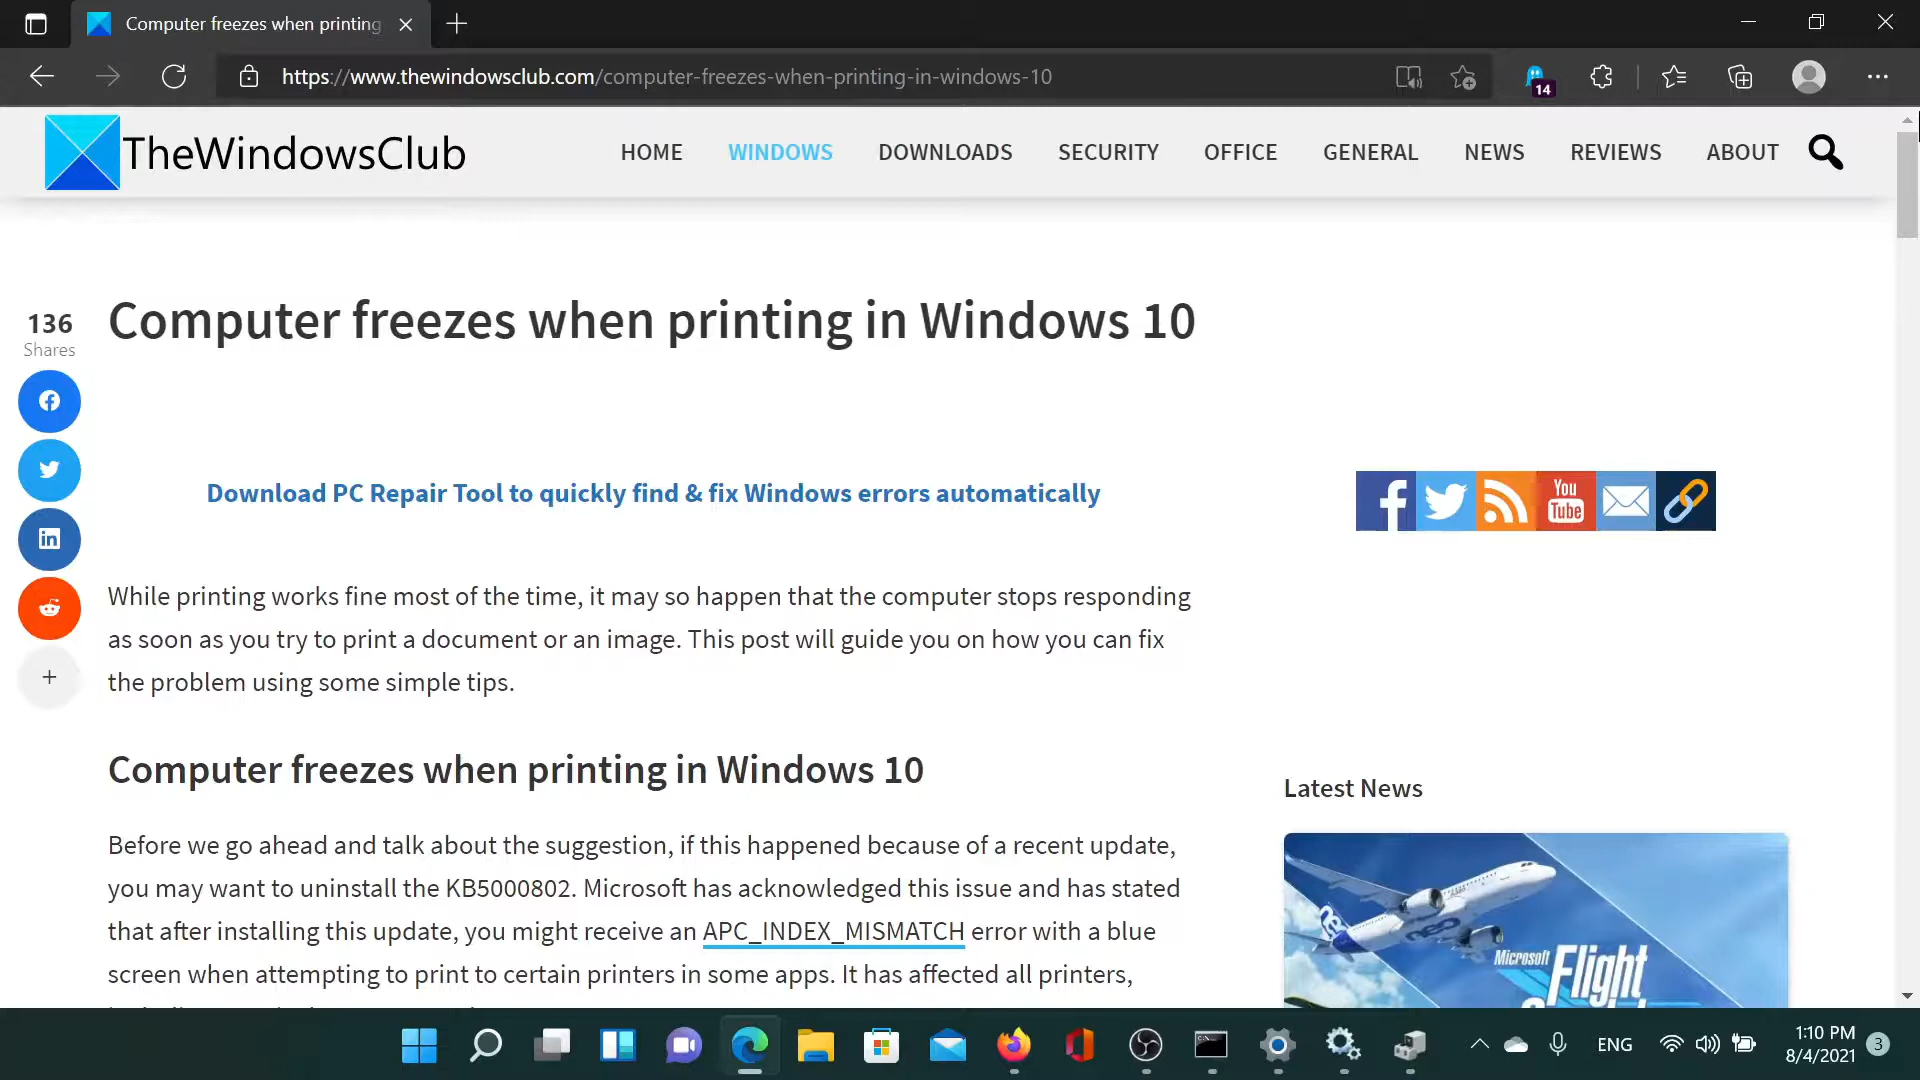 Computer freezes when printing
https://www.thewindowsclub.com/computer-freezes-when-printing-in-windows-10
14
TheWindowsClub
HOME
WINDOWS
DOWNLOADS
SECURITY
OFFICE
GENERAL
NEWS
REVIEWS
ABOUT
136
Shares
Computer freezes when printing in Windows 10
Download PC Repair Tool to quickly find & fix Windows errors automatically
You
Tube
While printing works fine most of the time, it may so happen that the computer stops responding
as soon as you try to print a document or an image. This post will guide you on how you can fix
the problem using some simple tips.
Computer freezes when printing in Windows 10
Before we go ahead and talk about the suggestion, if this happened because of a recent update,
you may want to uninstall the KB5000802. Microsoft has acknowledged this issue and has stated
that after installing this update, you might receive an APC_INDEX_MISMATCH error with a blue
screen when attempting to print to certain printers in some apps. It has affected all printers,
Latest News
neo
Microsoft
Flight
ENG
1:10 PM
8/4/2021
3